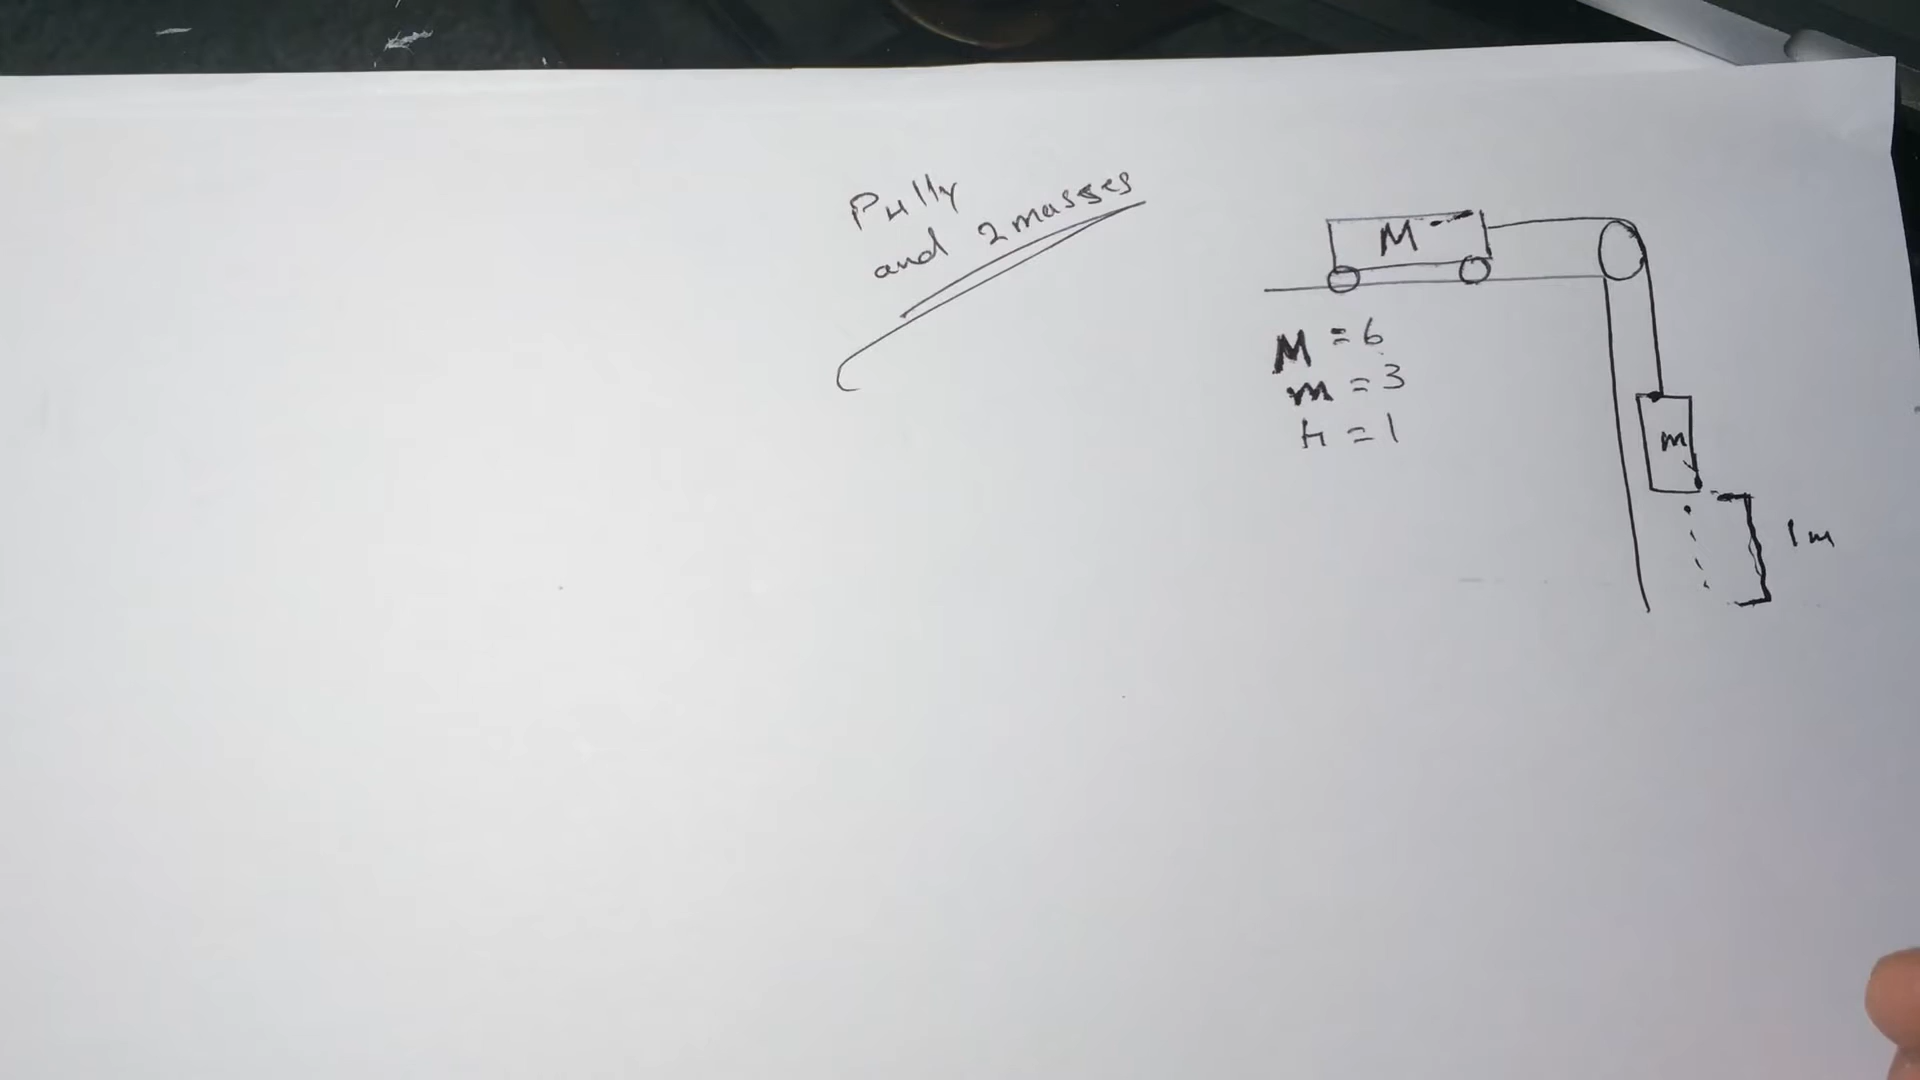 Pully
and 2 masses
M
M = 6
m = 3
h = 1
m
1m